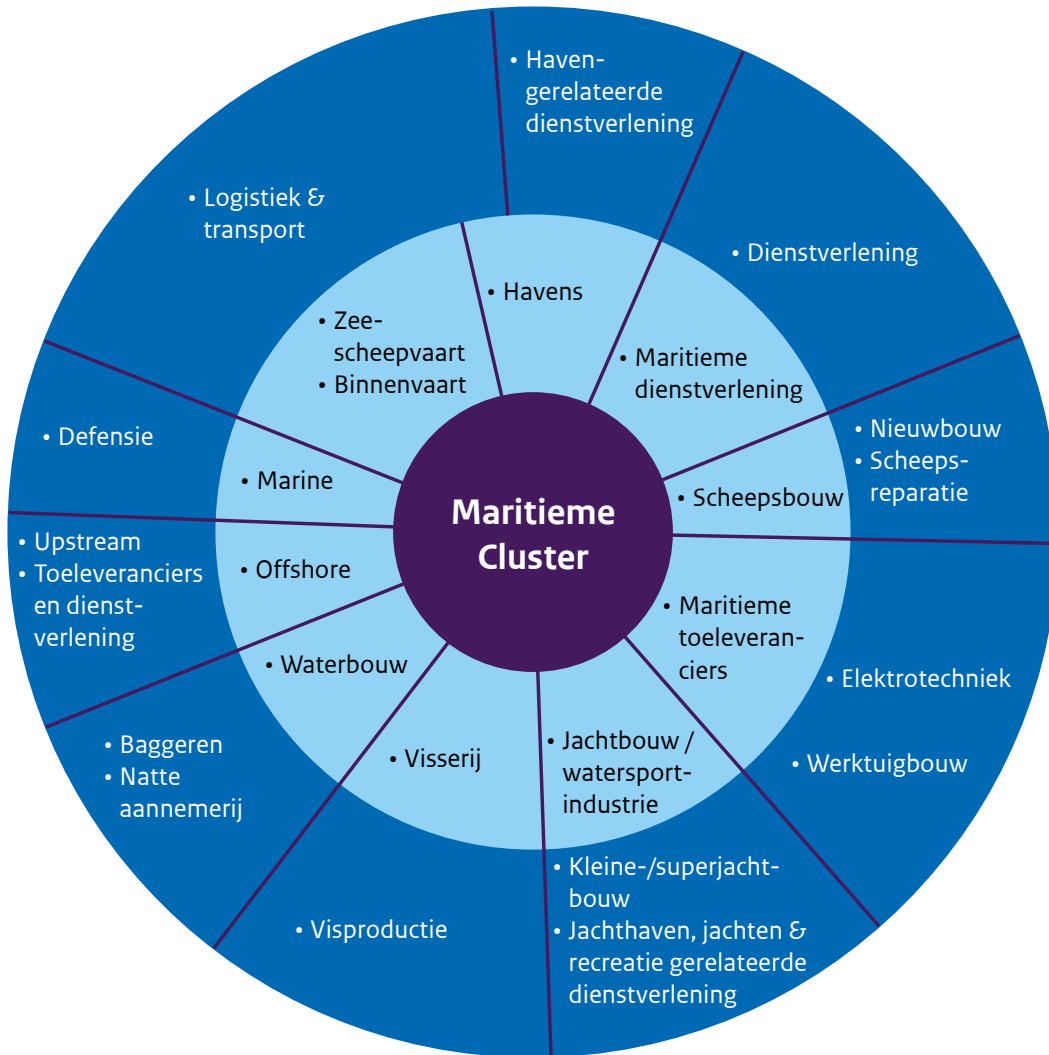 • Haven-
gerelateerde
dienstverlening
• Logistiek &
transport
• Dienstverlening
• Havens
• Zee-
scheepvaart
• Binnenvaart
• Maritieme
dienstverlening
• Defensie
• Nieuwbouw
• Scheeps-
reparatie
• Marine
• Scheepsbouw
Maritieme
Cluster
• Upstream
• Toeleveranciers
en dienst-
verlening
• Offshore
• Maritieme
toeleveran-
ciers
• Waterbouw
• Elektrotechniek
• Werktuigbouw
• Baggeren
• Natte
aannemerij
• Visserij
• Jachtbouw /
watersport-
industrie
• Kleine-/superjacht-
bouw
• Jachthaven, jachten &
recreatie gerelateerde
dienstverlening
• Visproductie